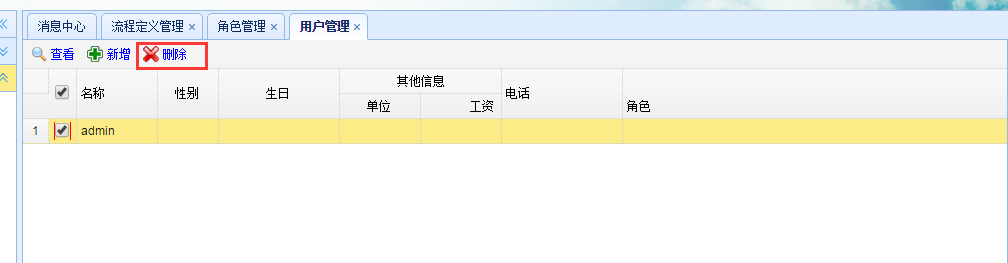 消息中心 流程定义管理 角色管理 用户管理
查看 新增 删除
名称 性别 生日 其他信息 电话 角色
单位 工资
1 admin